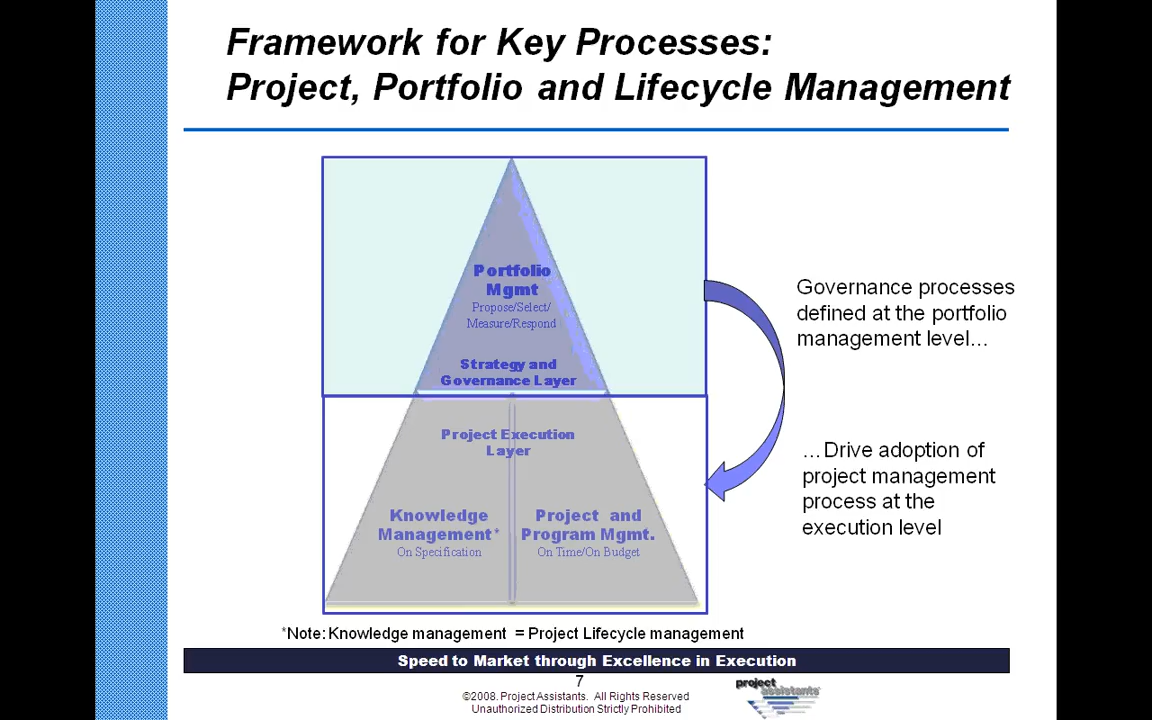 Framework for Key Processes:
Project, Portfolio and Lifecycle Management
Portfolio
Mgmt
Propose/Select/
Measure/Respond
Strategy and
Governance Layer
Project Execution
Layer
Knowledge
Management*
On Specification
Project and
Program Mgmt.
On Time/On Budget
Governance processes
defined at the portfolio
management level...
...Drive adoption of
project management
process at the
execution level
*Note: Knowledge management = Project Lifecycle management
Speed to Market through Excellence in Execution
7
©2008. Project Assistants. All Rights Reserved
Unauthorized Distribution Strictly Prohibited
project
assistants